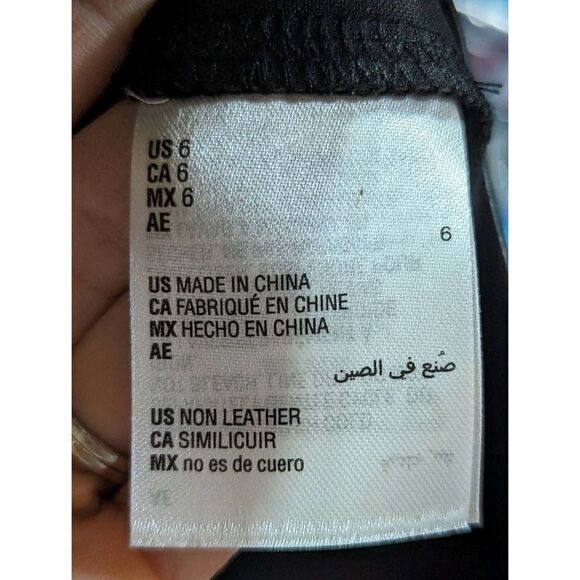 US 6
CA 6
MX 6
AE
6
US MADE IN CHINA
CA FABRIQUÉ EN CHINE
MX HECHO EN CHINA
AE
صُنع في الصين
US NON LEATHER
CA SIMILICUIR
MX no es de cuero